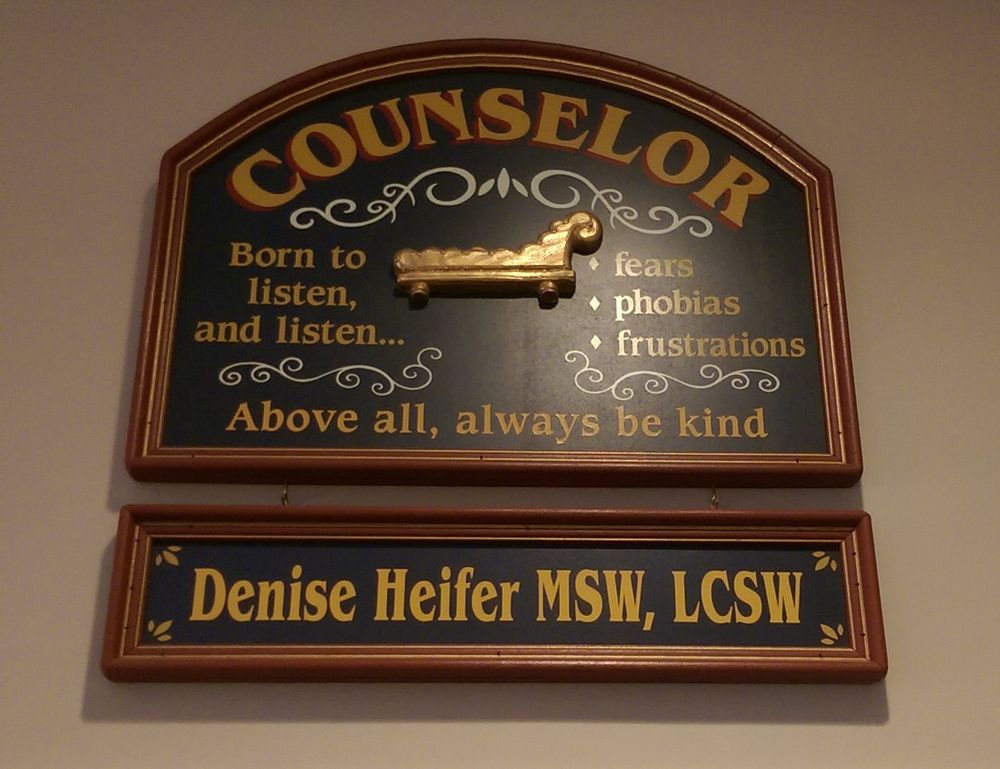 COUNSELOR
Born to
listen,
and listen...
fears
phobias
frustrations
Above all, always be kind
Denise Heifer MSW, LCSW